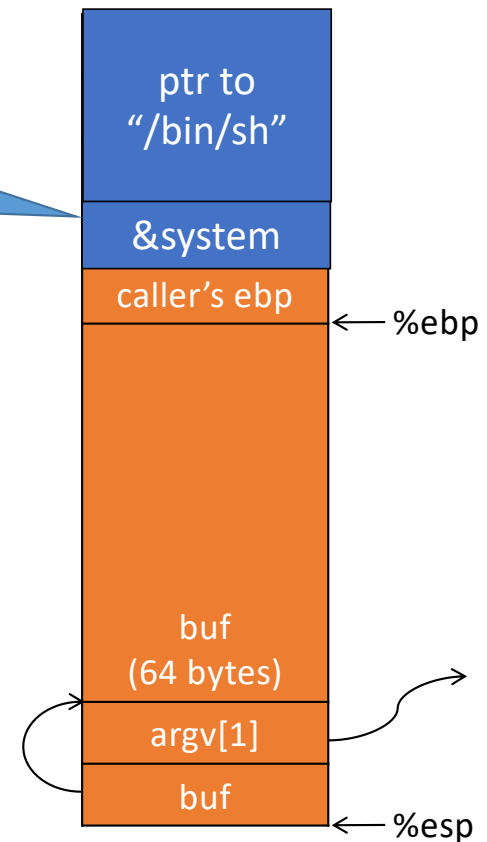 ptr to
“/bin/sh”
&system
caller’s ebp
%ebp
buf
(64 bytes)
argv[1]
buf
%esp